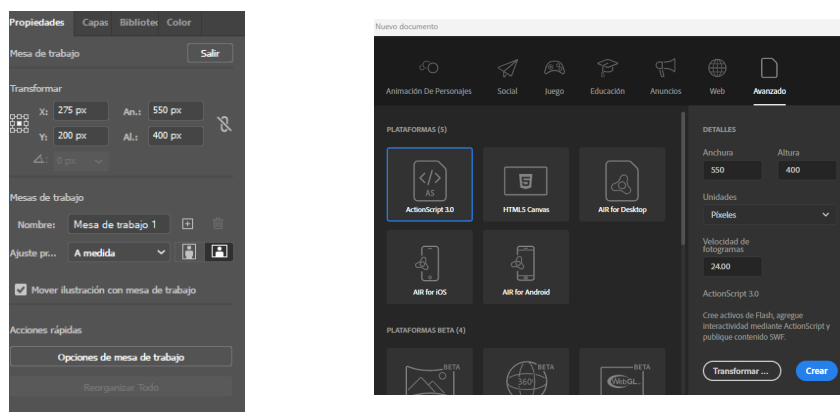 Propiedades Capas Bibliotec Color
Mesa de trabajo Salir
Transformar
X: 275 px An.: 550 px
Y: 200 px Al.: 400 px
0 px
Mesas de trabajo
Nombre: Mesa de trabajo 1
Ajuste pr... A medida
Mover ilustración con mesa de trabajo
Acciones rápidas
Opciones de mesa de trabajo
Reorganizar Todo
Nuevo documento
Animación De Personajes Social Juego Educación Anuncios Web Avanzado
PLATAFORMAS (5)
AS
ActionScript 3.0 HTML5 Canvas AIR for Desktop
AIR for iOS AIR for Android
PLATAFORMAS BETA (4)
BETA BETA BETA
360° WebGL
DETALLES
Anchura Altura
550 400
Unidades
Píxeles
Velocidad de
fotogramas
24.00
ActionScript 3.0
Cree activos de Flash, agregue
interactividad mediante ActionScript y
publique contenido SWF.
Transformar ... Crear